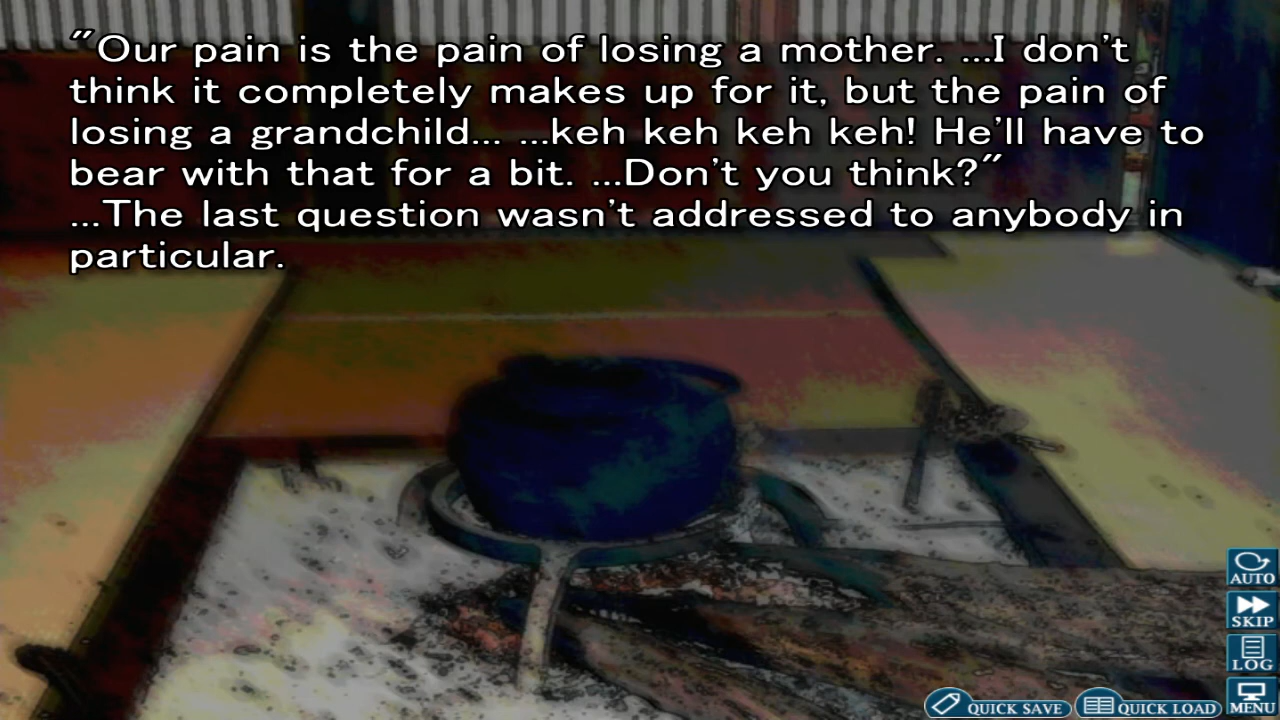 "Our pain is the pain of losing a mother. ...I don't
think it completely makes up for it, but the pain of
losing a grandchild... ...keh keh keh keh! He'll have to
bear with that for a bit. ...Don't you think?"
...The last question wasn't addressed to anybody in
particular.
AUTO
SKIP
LOG
MENU
QUICK SAVE
QUICK LOAD